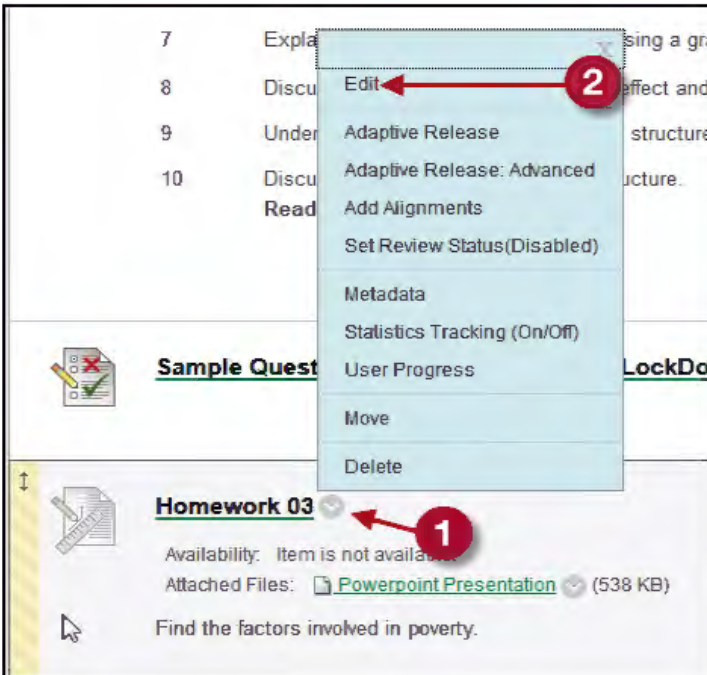 7 Expla sing a gr
X
Edit 2
8 Discu effect and
9 Under structure
Adaptive Release
10 Discu ucture.
Adaptive Release: Advanced
Read
Add Alignments
Set Review Status(Disabled)
Metadata
Statistics Tracking (On/Off)
Sample Quest LockDo
User Progress
Move
Delete
Homework 03
1
Availability: Item is not availab
Attached Files: Powerpoint Presentation (538 KB)
Find the factors involved in poverty.